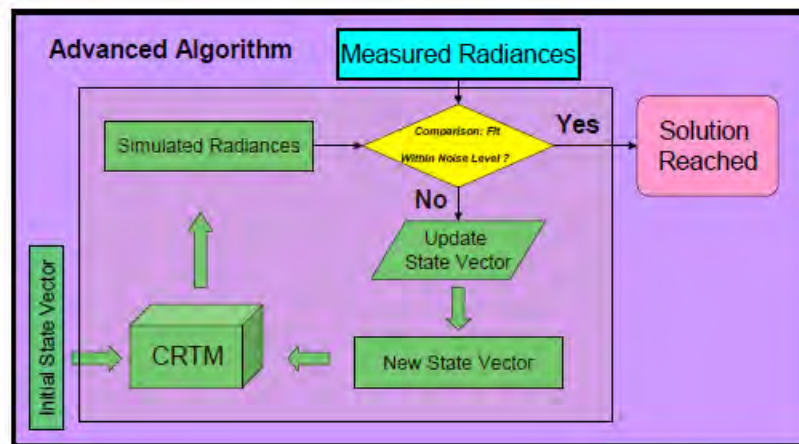 Advanced Algorithm
Measured Radiances
Comparison: Fit
Within Noise Level ?
Yes
Solution
Reached
Simulated Radiances
No
Update
State Vector
Initial State Vector
CRTM
New State Vector